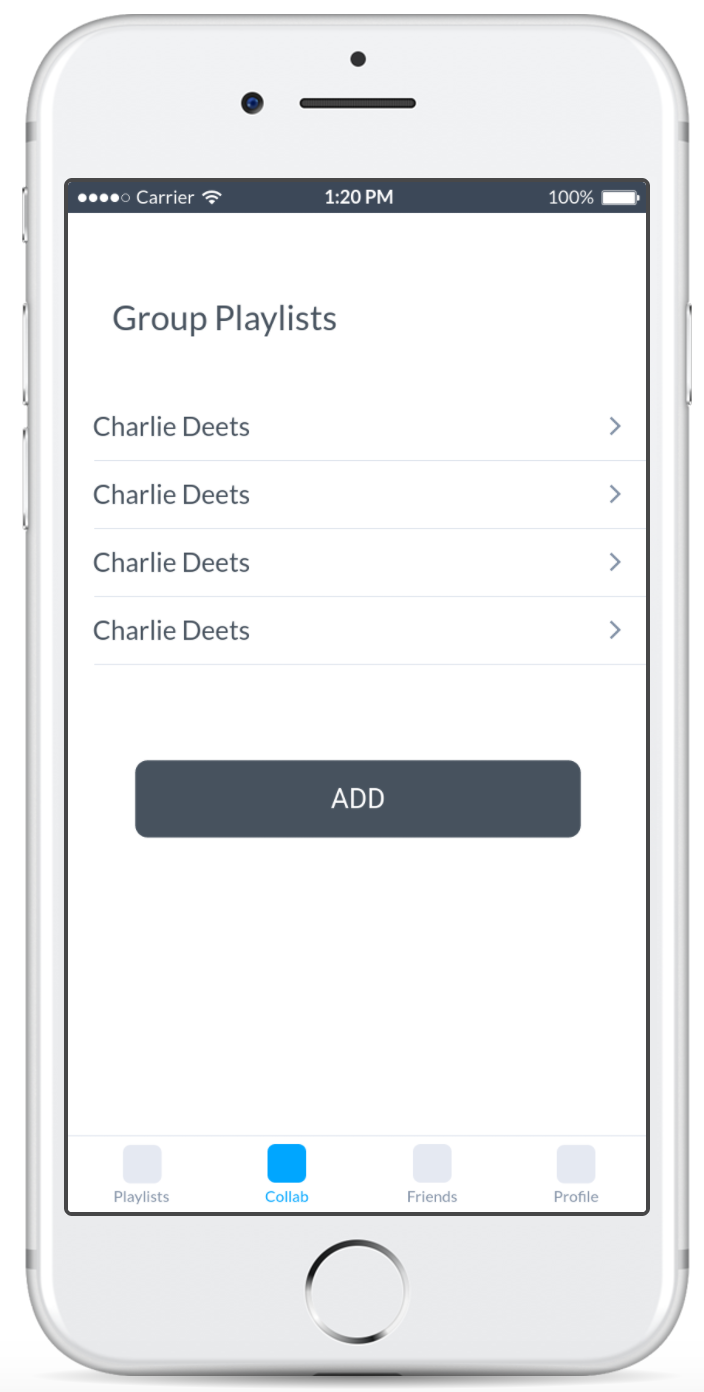 Carrier 1:20 PM 100%
Group Playlists
Charlie Deets
Charlie Deets
Charlie Deets
Charlie Deets
ADD
Playlists Collab Friends Profile